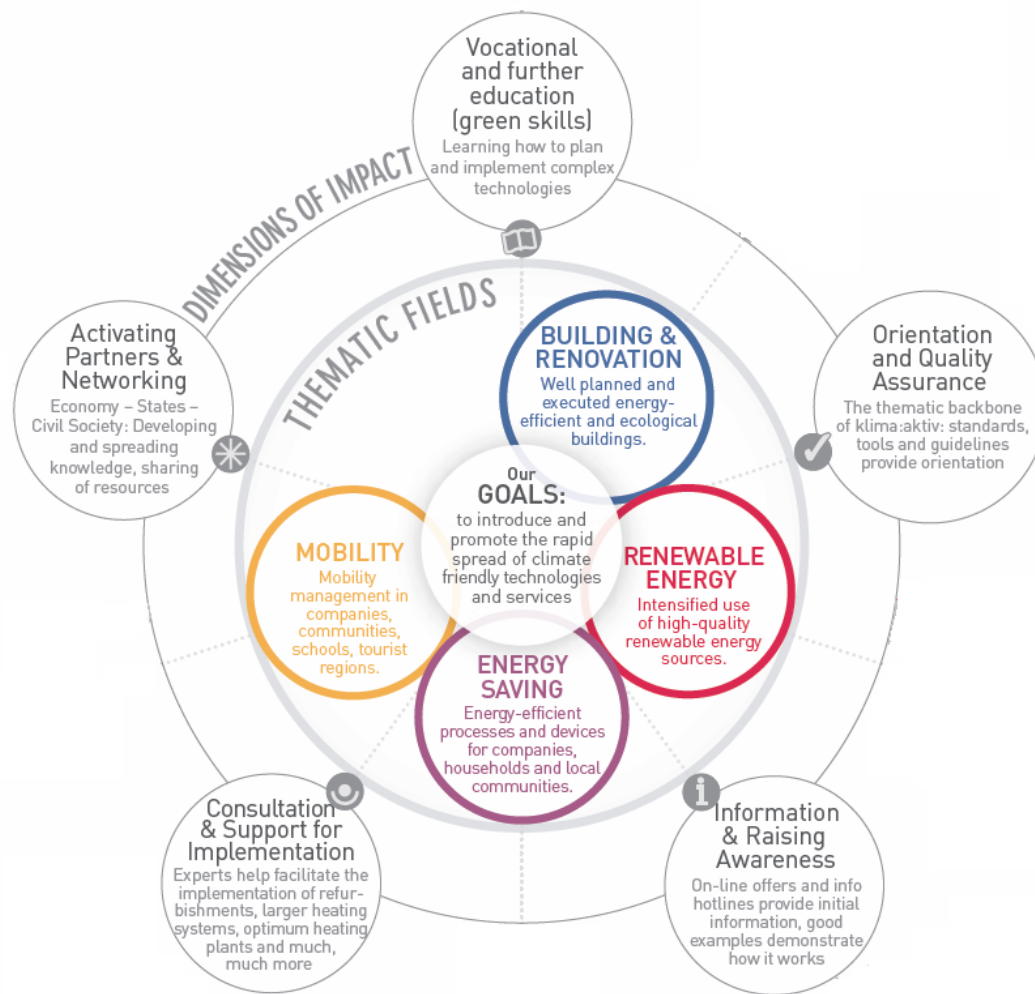 Vocational
and further
education
(green skills)
Learning how to plan
and implement complex
technologies
DIMENSIONS OF IMPACT
THEMATIC FIELDS
Activating
Partners &
Networking
Economy – States –
Civil Society: Developing
and spreading
knowledge, sharing
of resources
BUILDING &
RENOVATION
Well planned and
executed energy-
efficient and ecological
buildings.
Orientation
and Quality
Assurance
The thematic backbone
of klima:aktiv: standards,
tools and guidelines
provide orientation
Our
GOALS:
to introduce and
promote the rapid
spread of climate
friendly technologies
and services
MOBILITY
Mobility
management in
companies,
communities,
schools, tourist
regions.
RENEWABLE
ENERGY
Intensified use
of high-quality
renewable energy
sources.
ENERGY
SAVING
Energy-efficient
processes and devices
for companies,
households and local
communities.
Consultation
& Support for
Implementation
Experts help facilitate the
implementation of refur-
bishments, larger heating
systems, optimum heating
plants and much,
much more
i
Information
& Raising
Awareness
On-line offers and info
hotlines provide initial
information, good
examples demonstrate
how it works